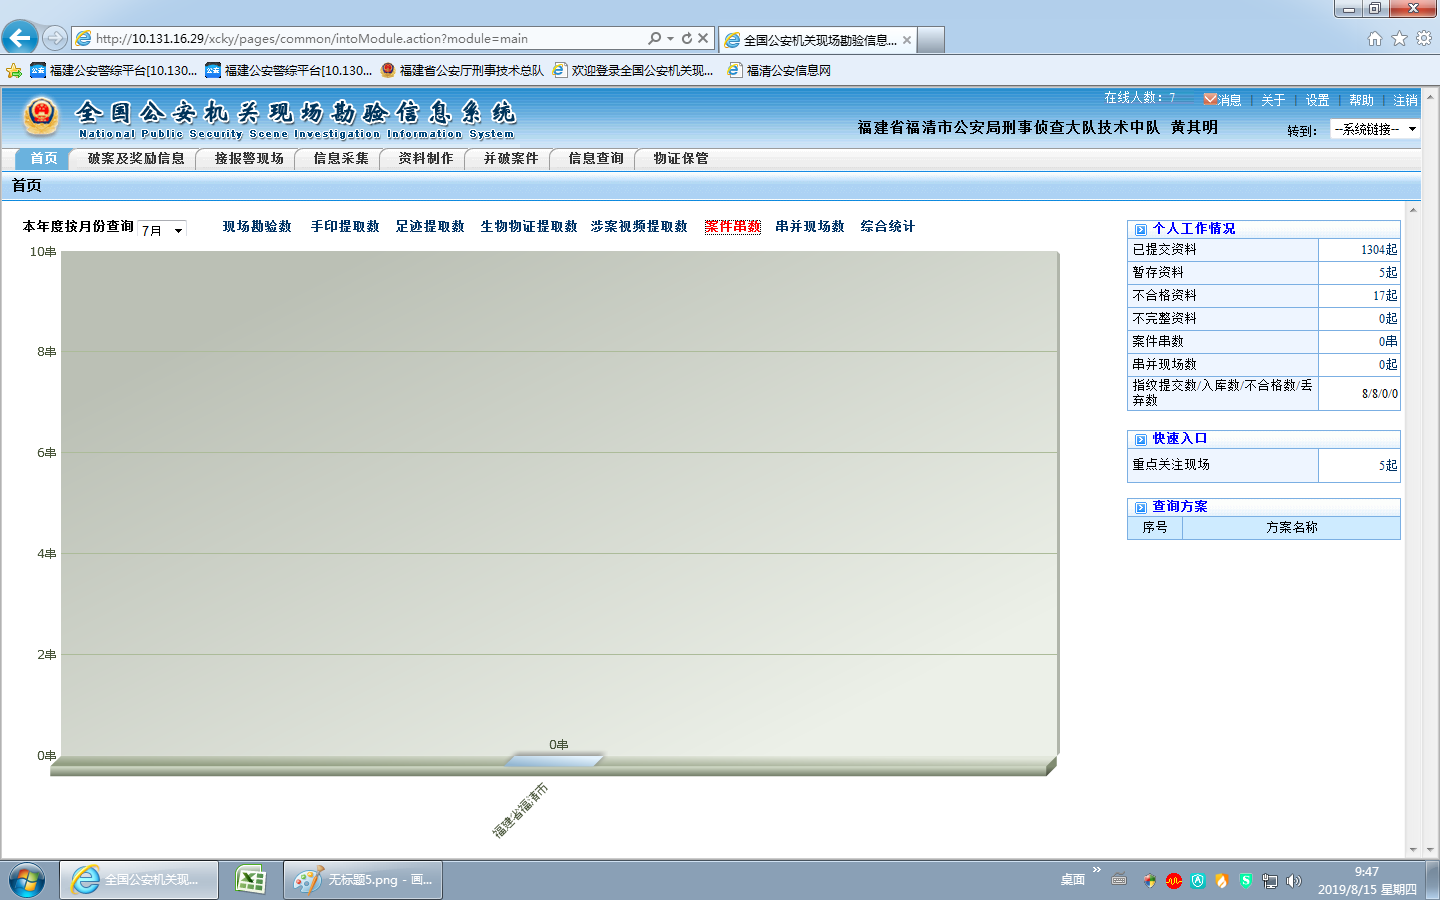 http://10.131.16.29/xcky/pages/common/intoModule.action?module=main
全国公安机关现场勘验信息...
福建公安警综平台[10.130...
福建公安警综平台[10.130...
福建省公安厅刑事技术总队
欢迎登录全国公安机关现...
福清公安信息网
全国公安机关现场勘验信息系统
National Public Security Scene Investigation Information System
在线人数：7
消息 | 关于 | 设置 | 帮助 | 注销
福建省福清市公安局刑事侦查大队技术中队 黄其明
转到： --系统链接--
首页 破案及奖励信息 接报警现场 信息采集 资料制作 并破案件 信息查询 物证保管
首页
本年度按月份查询 7月 现场勘验数 手印提取数 足迹提取数 生物物证提取数 涉案视频提取数 案件串数 串并现场数 综合统计
10串
8串
6串
4串
2串
0串
0串
福建省福清市
个人工作情况
已提交资料 1304起
暂存资料 5起
不合格资料 17起
不完整资料 0起
案件串数 0串
串并现场数 0起
指纹提交数/入库数/不合格数/丢
弃数 8/8/0/0
快速入口
重点关注现场 5起
查询方案
序号 方案名称
全国公安机关现...
无标题5.png - 画...
桌面
9:47
2019/8/15 星期四